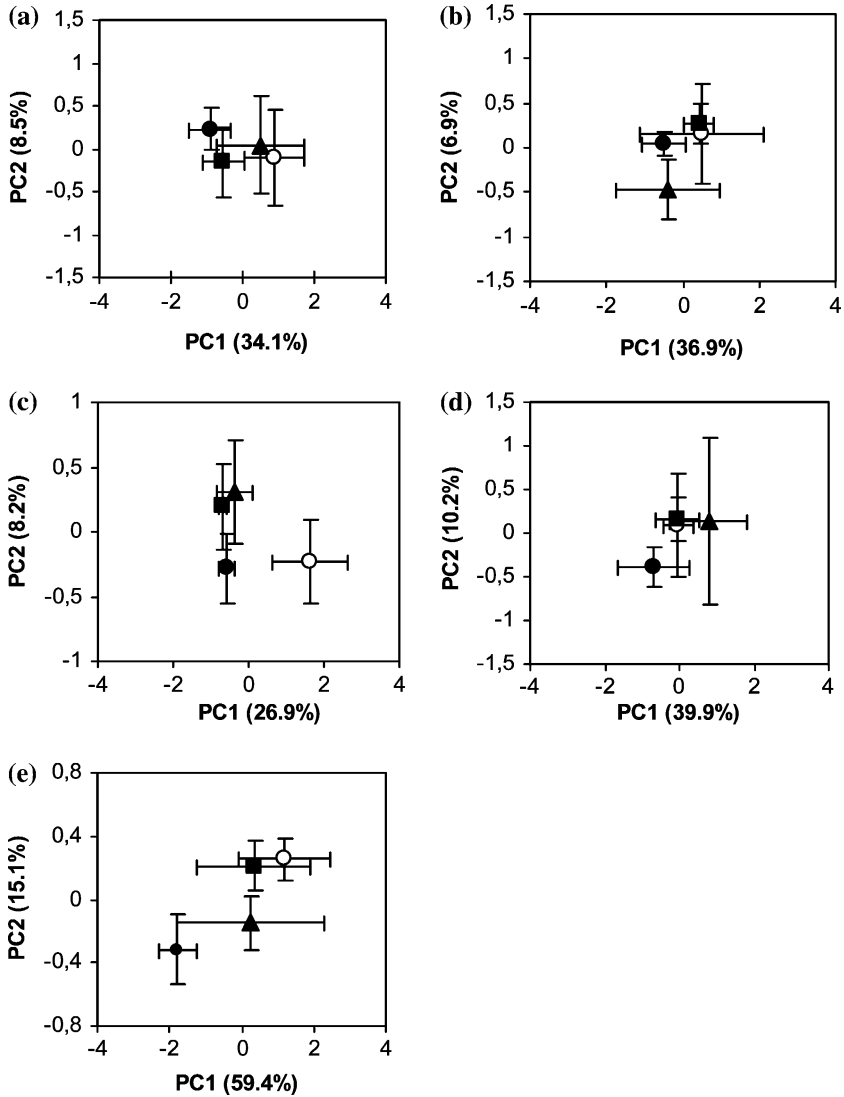 (a)
1,5
1
0,5
0
-0,5
-1
-1,5
PC2 (8.5%)
-4 -2 0 2 4
PC1 (34.1%)
(b)
1,5
1
0,5
0
-0,5
-1
-1,5
PC2 (6.9%)
-4 -2 0 2 4
PC1 (36.9%)
(c)
1
0,5
0
-0,5
-1
PC2 (8.2%)
-4 -2 0 2 4
PC1 (26.9%)
(d)
1,5
1
0,5
0
-0,5
-1
-1,5
PC2 (10.2%)
-4 -2 0 2 4
PC1 (39.9%)
(e)
0,8
0,4
0
-0,4
-0,8
PC2 (15.1%)
-4 -2 0 2 4
PC1 (59.4%)